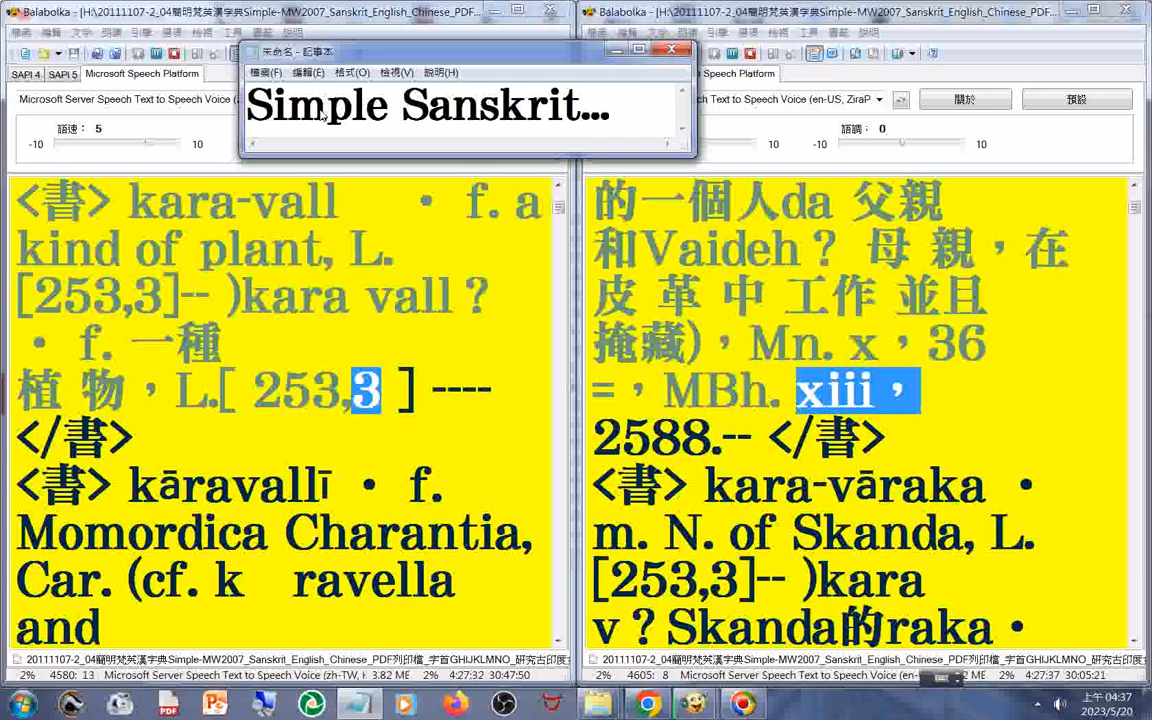 Balabolka - [H:\20111107-2_04簡明梵英漢字典Simple-MW2007_Sanskrit_English_Chinese_PDF...
Balabolka - [H:\20111107-2_04簡明梵英漢字典Simple-MW2007_Sanskrit_English_Chinese_PDF...
未命名 - 記事本
檔案(F) 編輯(E) 格式(O) 檢視(V) 說明(H)
Simple Sanskrit...
SAPI 4 SAPI 5 Microsoft Speech Platform
Speech Platform
Microsoft Server Speech Text to Speech Voice
Text to Speech Voice (en-US, ZiraP
關於
預設
語速: 5
語調: 0
-10 10
10 -10 10
<書> kara-vall • f. a
kind of plant, L.
[253,3]-- )kara vall？
• f. 一種
植 物，L.[ 253,3 ] ----
</書>
<書> kāravallī • f.
Momordica Charantia,
Car. (cf. k ravella
and
的一個人da 父親
和Vaideh？ 母 親，在
皮 革 中 工作 並且
掩藏)，Mn. x，36
=，MBh. xiii，
2588.-- </書>
<書> kara-vāraka •
m. N. of Skanda, L.
[253,3]-- )kara
v？Skanda的raka•
20111107-2_04簡明梵英漢字典Simple-MW2007_Sanskrit_English_Chinese_PDF列印檔_字首GHIJKLMNO_研究古印度
20111107-2_04簡明梵英漢字典Simple-MW2007_Sanskrit_English_Chinese_PDF列印檔_字首GHIJKLMNO_研究古印度
2% 4580: 13 Microsoft Server Speech Text to Speech Voice (zh-TW, 3.82 MB 2% 4:27:32 30:47:50
2% 4605: 8 Microsoft Server Speech Text to Speech Voice (en- 2% 4:27:37 30:05:21
上午 04:37
2023/5/20